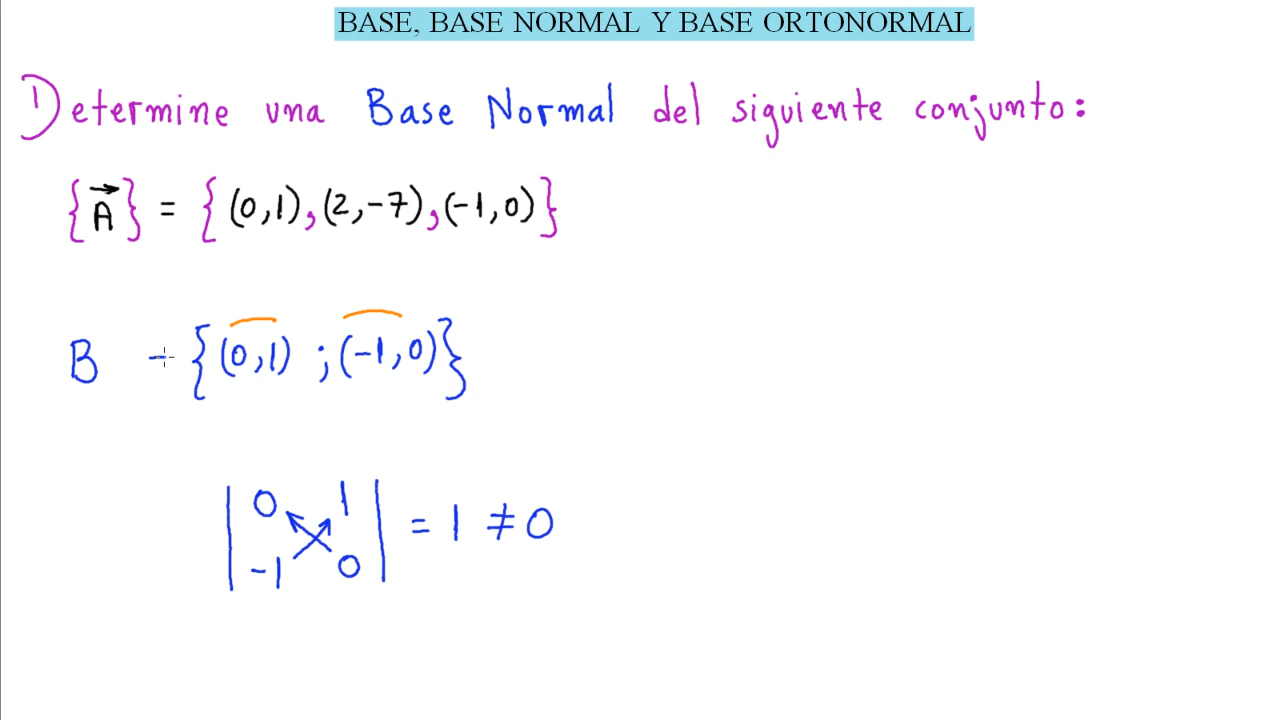 BASE, BASE NORMAL Y BASE ORTONORMAL
Determine una Base Normal del siguiente conjunto:
{A⃗} = {(0,1),(2,-7),(-1,0)}
B - {(0,1) ;(-1,0)}
| 0 1 |
| -1 0 | = 1 ≠ 0